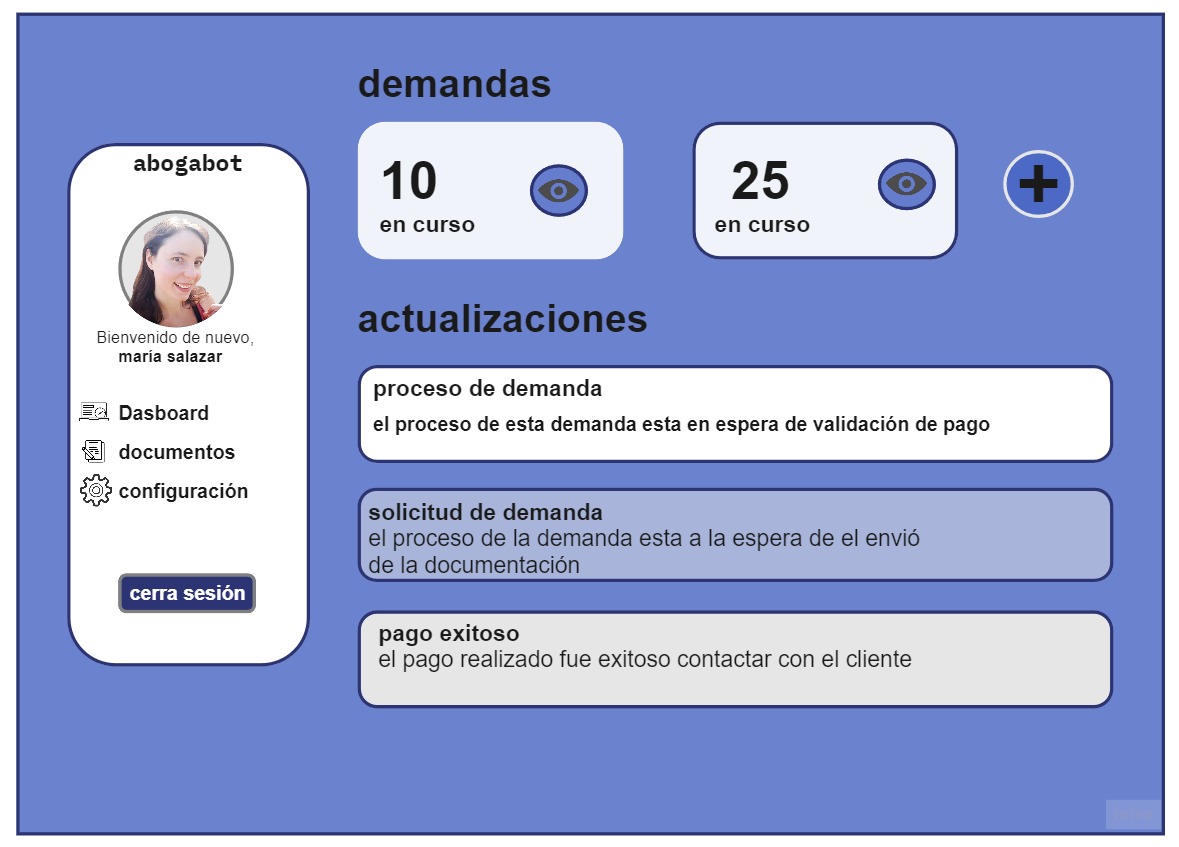 abogabot
Bienvenido de nuevo,
maría salazar
Dasboard
documentos
configuración
cerra sesión
demandas
10
en curso
25
en curso
actualizaciones
proceso de demanda
el proceso de esta demanda esta en espera de validación de pago
solicitud de demanda
el proceso de la demanda esta a la espera de el envió
de la documentación
pago exitoso
el pago realizado fue exitoso contactar con el cliente